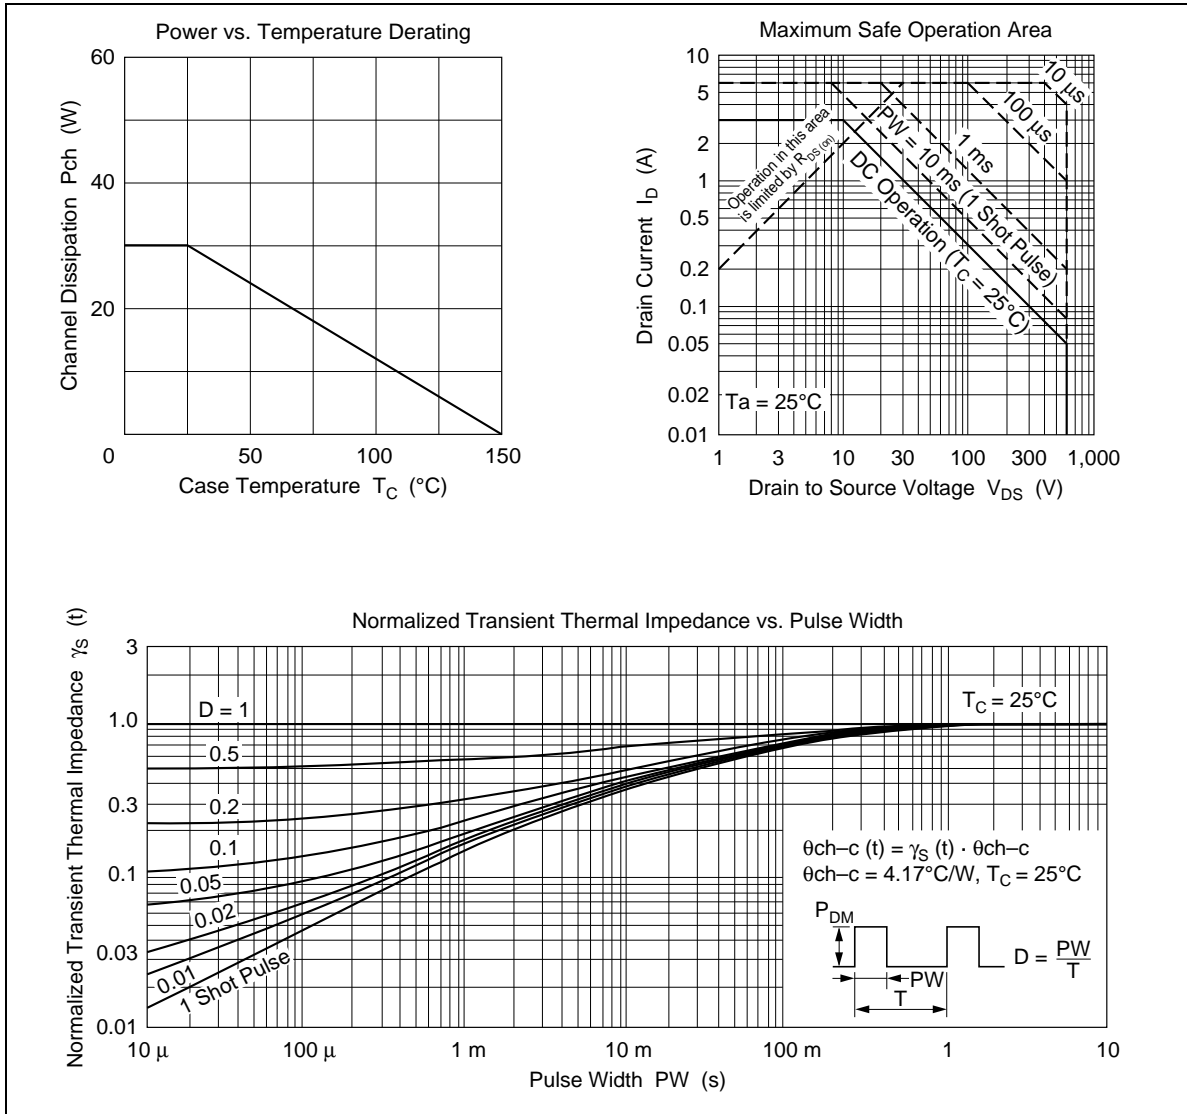 Power vs. Temperature Derating
60
40
20
0
50
100
150
Channel Dissipation Pch (W)
Case Temperature T_C (°C)
Maximum Safe Operation Area
10
5
2
1
0.5
0.2
0.1
0.05
0.02
0.01
Drain Current I_D (A)
10 μs
100 μs
1 ms
PW = 10 ms (1 Shot Pulse)
DC Operation (T_C = 25°C)
Operation in this area
is limited by R_DS (on)
Ta = 25°C
1
3
10
30
100
300
1,000
Drain to Source Voltage V_DS (V)
Normalized Transient Thermal Impedance vs. Pulse Width
Normalized Transient Thermal Impedance γ_S (t)
3
1.0
0.3
0.1
0.03
0.01
D = 1
0.5
0.2
0.1
0.05
0.02
0.01
1 Shot Pulse
T_C = 25°C
θch–c (t) = γ_S (t) · θch–c
θch–c = 4.17°C/W, T_C = 25°C
P_DM
PW
T
D = PW/T
10 μ
100 μ
1 m
10 m
100 m
1
10
Pulse Width PW (s)